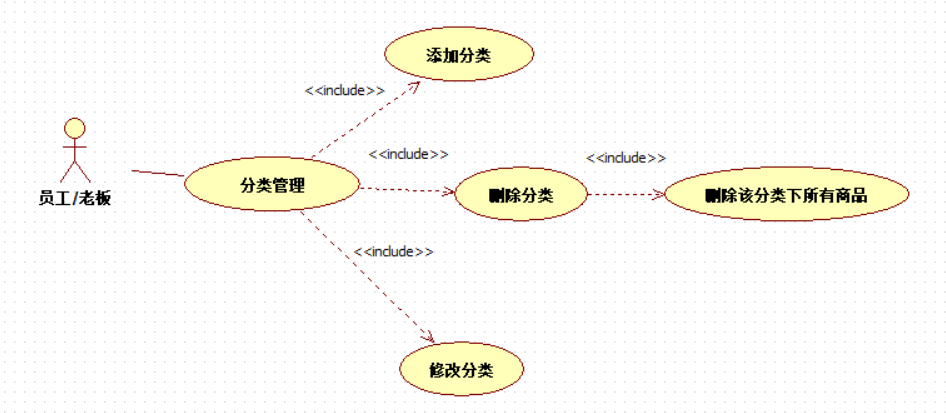 添加分类
<<include>>
<<include>>
<<include>>
员工/老板
分类管理
删除分类
删除该分类下所有商品
<<include>>
修改分类